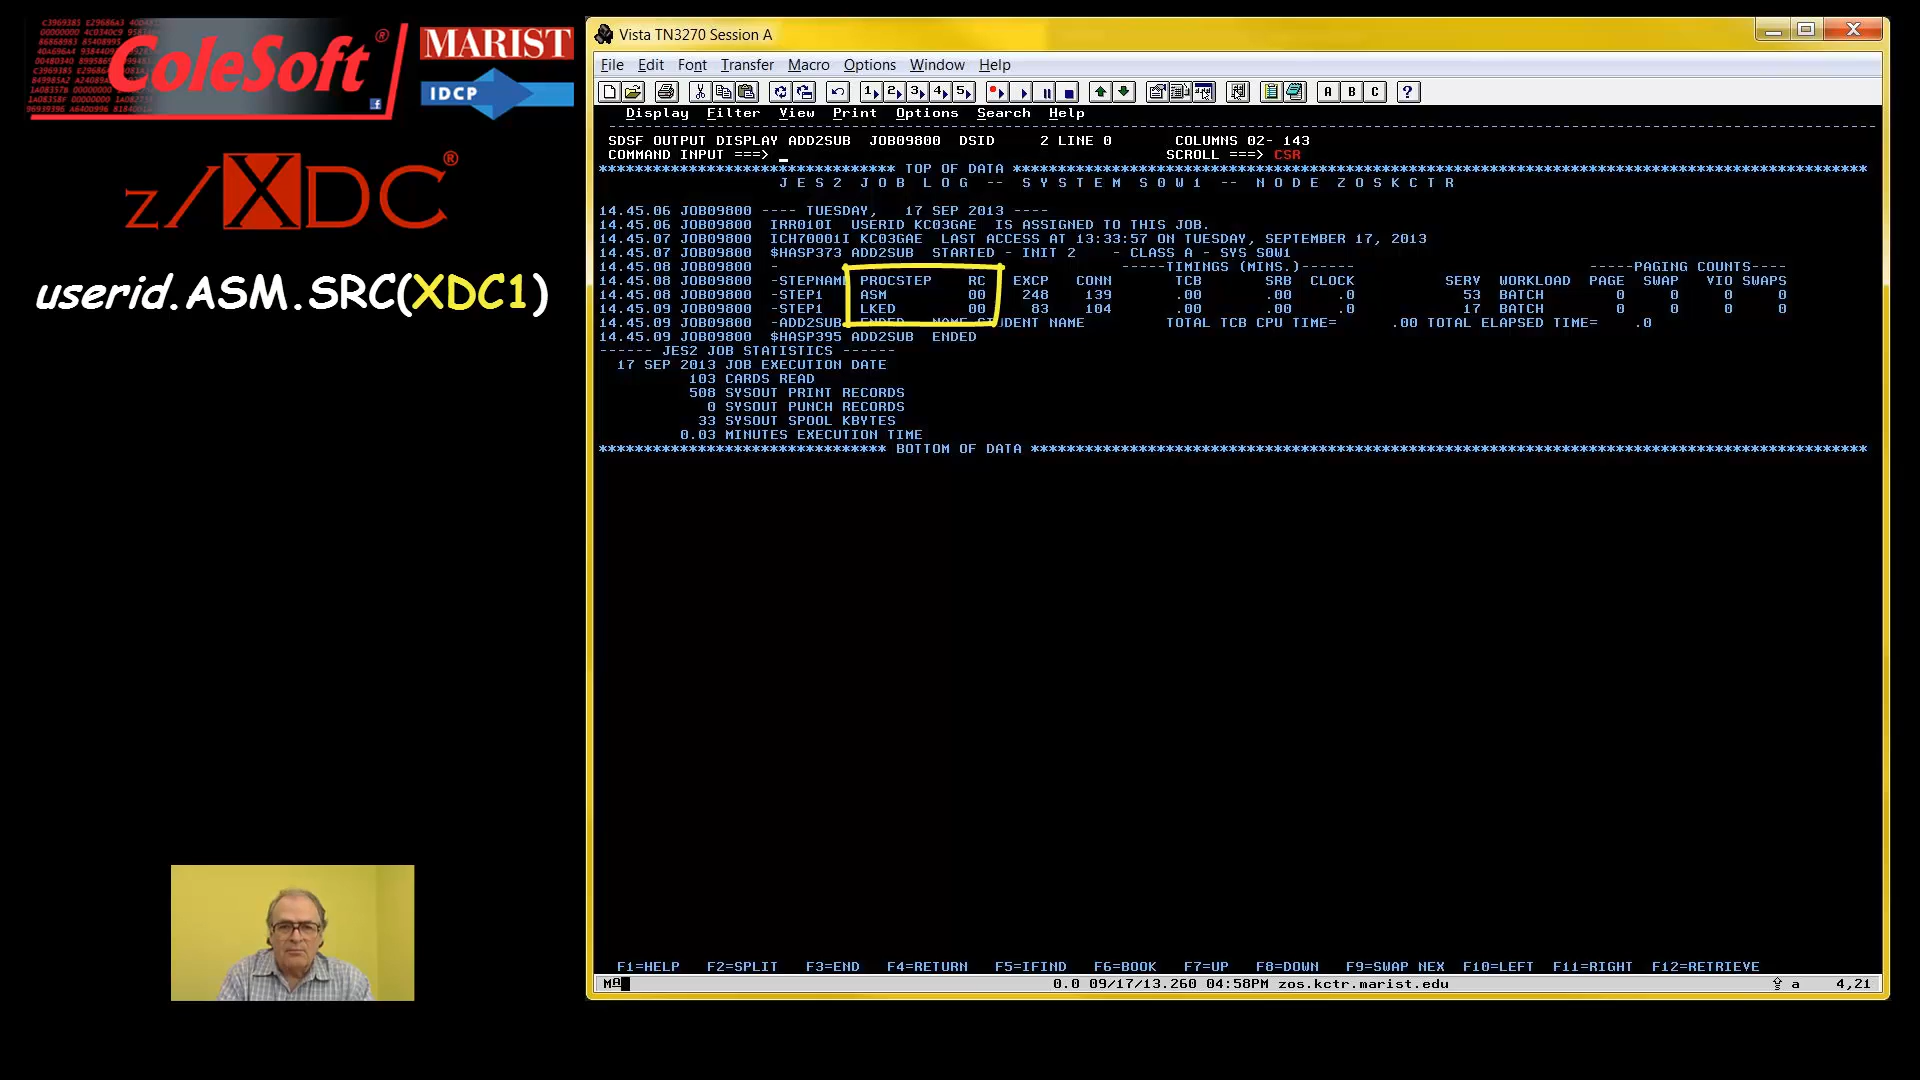 ColeSoft®
MARIST
IDCP
z/XDC®
userid.ASM.SRC(XDC1)
Vista TN3270 Session A
File Edit Font Transfer Macro Options Window Help
1 2 3 4 5 A B C ?
Display Filter View Print Options Search Help
SDSF OUTPUT DISPLAY ADD2SUB JOB09800 DSID 2 LINE 0 COLUMNS 02- 143
COMMAND INPUT ===> _ SCROLL ===> CSR
******************************** TOP OF DATA ********************************
J E S 2 J O B L O G -- S Y S T E M S 0 W 1 -- N O D E Z O S K C T R
14.45.06 JOB09800 ---- TUESDAY, 17 SEP 2013 ----
14.45.06 JOB09800 IRR010I USERID KC03GAE IS ASSIGNED TO THIS JOB.
14.45.07 JOB09800 ICH70001I KC03GAE LAST ACCESS AT 13:33:57 ON TUESDAY, SEPTEMBER 17, 2013
14.45.07 JOB09800 $HASP373 ADD2SUB STARTED - INIT 2 - CLASS A - SYS S0W1
14.45.08 JOB09800 - -----TIMINGS (MINS.)------ -----PAGING COUNTS----
14.45.08 JOB09800 -STEPNAME PROCSTEP RC EXCP CONN TCB SRB CLOCK SERV WORKLOAD PAGE SWAP VIO SWAPS
14.45.08 JOB09800 -STEP1 ASM 00 248 139 .00 .00 .0 53 BATCH 0 0 0 0
14.45.09 JOB09800 -STEP1 LKED 00 83 104 .00 .00 .0 17 BATCH 0 0 0 0
14.45.09 JOB09800 -ADD2SUB ENDED NAME-STUDENT NAME TOTAL TCB CPU TIME= .00 TOTAL ELAPSED TIME= .0
14.45.09 JOB09800 $HASP395 ADD2SUB ENDED
------ JES2 JOB STATISTICS ------
17 SEP 2013 JOB EXECUTION DATE
103 CARDS READ
508 SYSOUT PRINT RECORDS
0 SYSOUT PUNCH RECORDS
33 SYSOUT SPOOL KBYTES
0.03 MINUTES EXECUTION TIME
******************************** BOTTOM OF DATA ********************************
F1=HELP F2=SPLIT F3=END F4=RETURN F5=IFIND F6=BOOK F7=UP F8=DOWN F9=SWAP NEX F10=LEFT F11=RIGHT F12=RETRIEVE
MA 0.0 09/17/13.260 04:58PM zos.kctr.marist.edu a 4,21